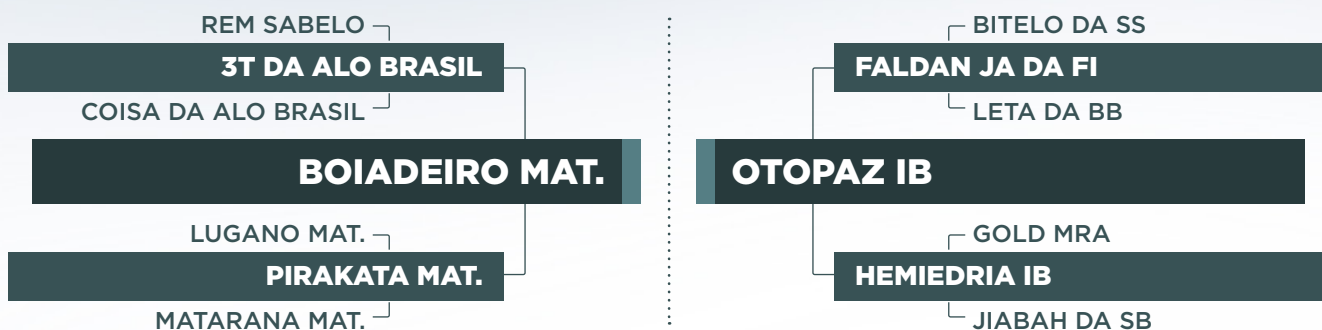 REM SABELO
3T DA ALO BRASIL
COISA DA ALO BRASIL
BOIADEIRO MAT.
LUGANO MAT.
PIRAKATA MAT.
MATARANA MAT.
BITELO DA SS
FALDAN JA DA FI
LETA DA BB
OTOPAZ IB
GOLD MRA
HEMIEDRIA IB
JIABAH DA SB